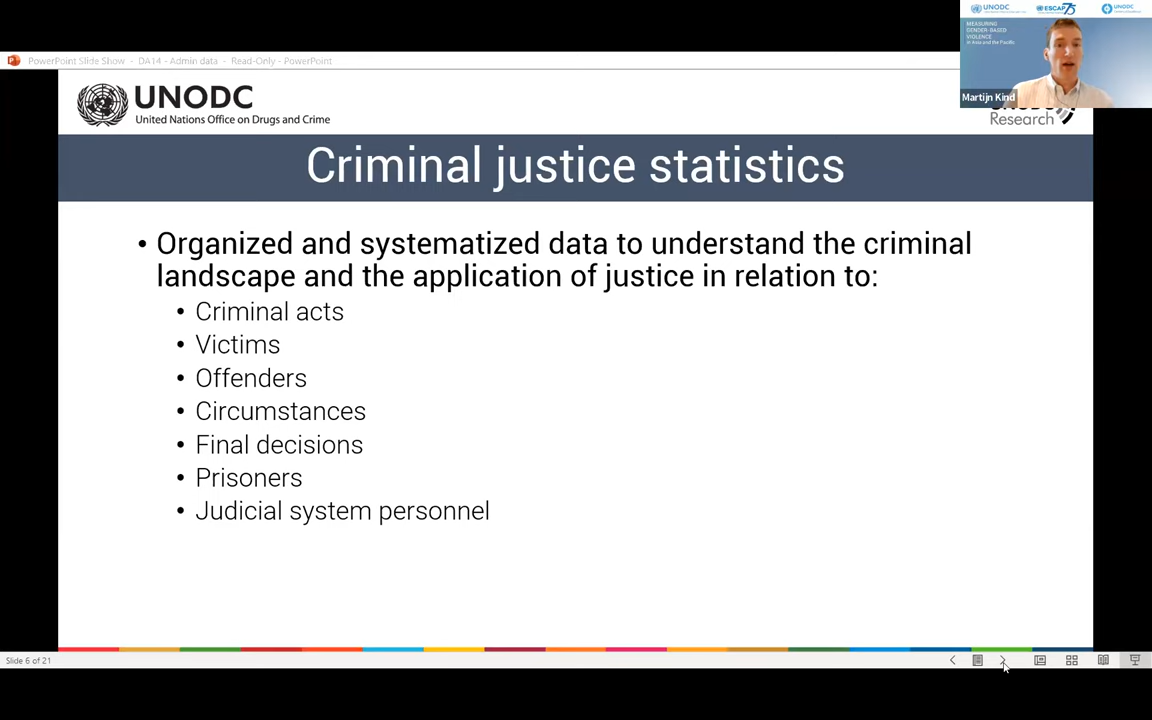 UNODC
ESCAP 75
UNODC
MEASURING
GENDER-BASED
VIOLENCE
in Asia and the Pacific
Martijn Kind
PowerPoint Slide Show - DA14 - Admin data - Read-Only - PowerPoint
UNODC
United Nations Office on Drugs and Crime
Research
Criminal justice statistics
• Organized and systematized data to understand the criminal
landscape and the application of justice in relation to:
• Criminal acts
• Victims
• Offenders
• Circumstances
• Final decisions
• Prisoners
• Judicial system personnel
Slide 6 of 21